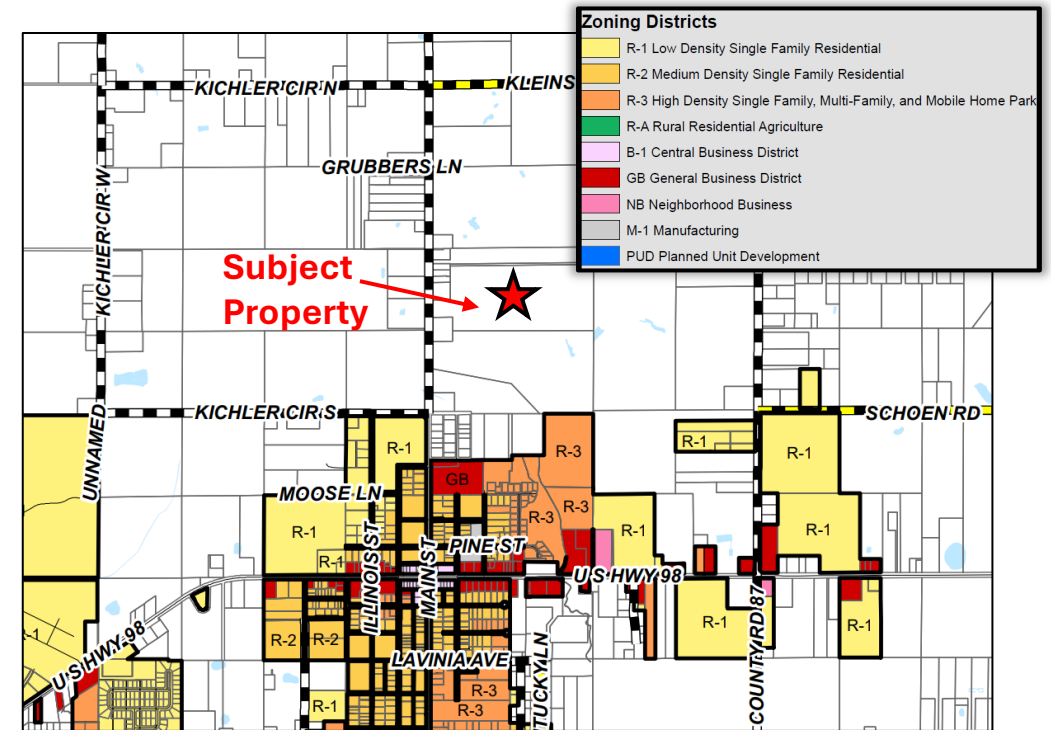 Zoning Districts
R-1 Low Density Single Family Residential
R-2 Medium Density Single Family Residential
R-3 High Density Single Family, Multi-Family, and Mobile Home Park
R-A Rural Residential Agriculture
B-1 Central Business District
GB General Business District
NB Neighborhood Business
M-1 Manufacturing
PUD Planned Unit Development
KICHLER CIR N
KLEINS
GRUBBERS LN
KICHLER CIR W
Subject
Property
KICHLER CIR S
SCHOEN RD
UNNAMED
R-1
R-3
R-1
R-1
GB
MOOSE LN
R-3
R-3
R-1
R-1
R-1
PINE ST
R-1
ILLINOIS ST
MAIN ST
U S HWY 98
R-2
R-2
R-1
R-1
COUNTY RD 87
U S HWY 98
-1
LAVINIA AVE
TUCKY LN
R-3
R-1
R-3